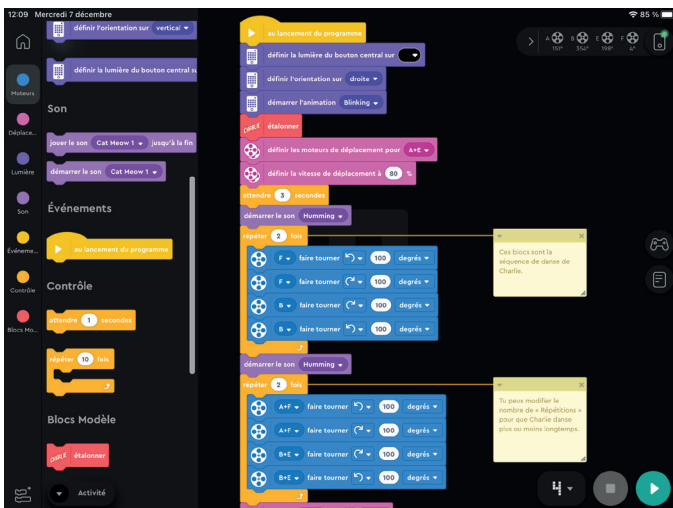 12:09 Mercredi 7 décembre
85 %
définir l'orientation sur vertical
définir la lumière du bouton central su
Son
jouer le son Cat Meow 1 jusqu'à la fin
démarrer le son Cat Meow 1
Événements
au lancement du programme
Contrôle
attendre 1 secondes
répéter 10 fois
Blocs Modèle
étalonner
Activité
Moteurs
Déplace...
Lumière
Son
Événeme...
Contrôle
Blocs Mo...
au lancement du programme
définir la lumière du bouton central sur
définir l'orientation sur droite
démarrer l'animation Blinking
étalonner
définir les moteurs de déplacement pour A+E
définir la vitesse de déplacement à 80 %
attendre 3 secondes
démarrer le son Humming
répéter 2 fois
F faire tourner 100 degrés
F faire tourner 100 degrés
B faire tourner 100 degrés
B faire tourner 100 degrés
démarrer le son Humming
répéter 2 fois
A+F faire tourner 100 degrés
A+F faire tourner 100 degrés
B+E faire tourner 100 degrés
B+E faire tourner 100 degrés
Ces blocs sont la
séquence de danse de
Charlie.
Tu peux modifier le
nombre de « Répétitions »
pour que Charlie danse
plus ou moins longtemps.
A B E F
151° 354° 198° 4°
4